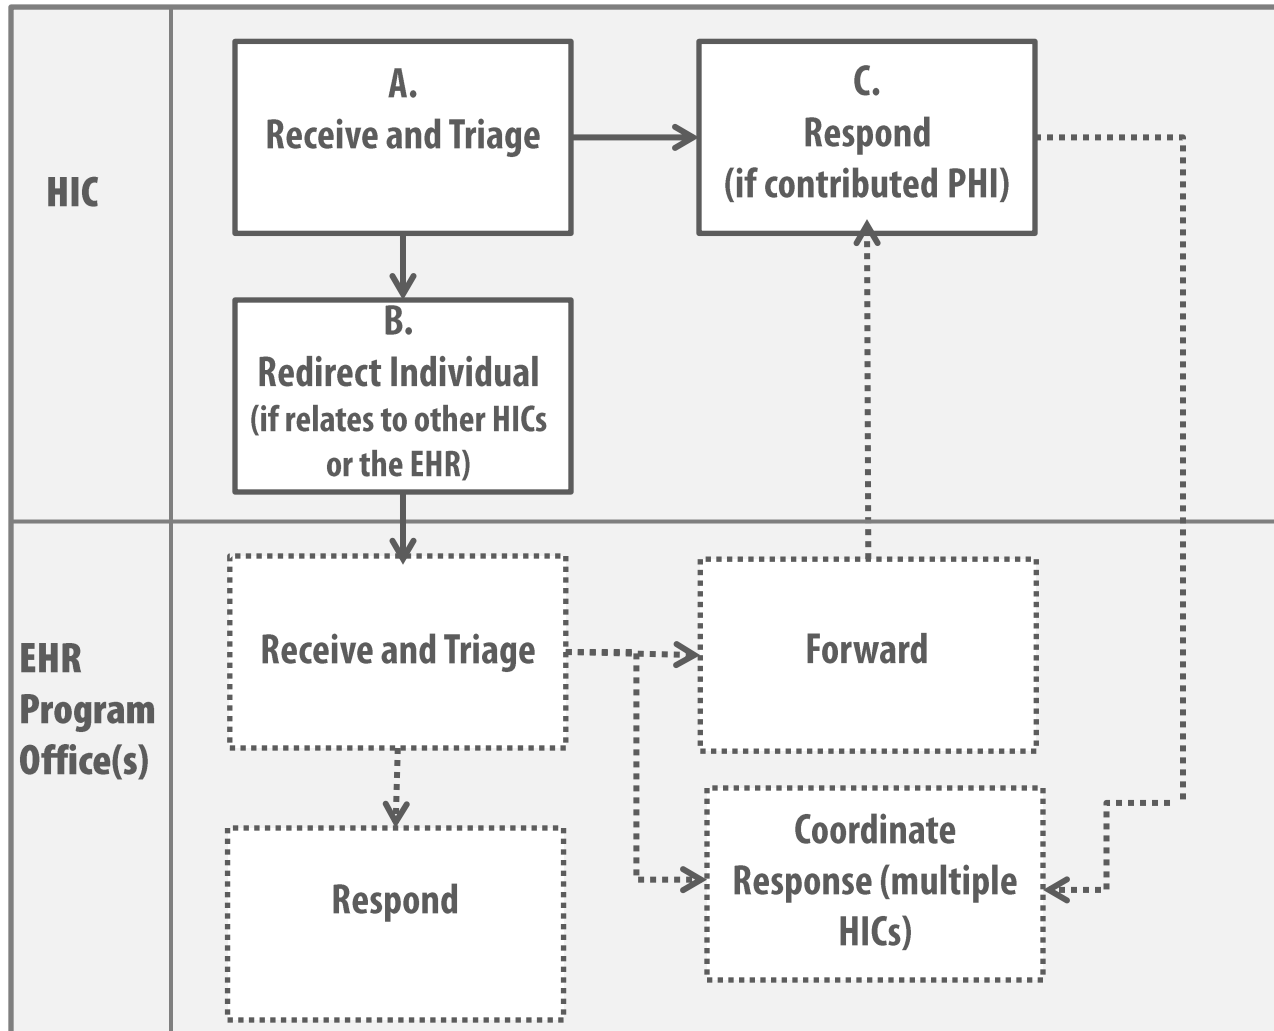 HIC
A.
Receive and Triage
C.
Respond
(if contributed PHI)
B.
Redirect Individual
(if relates to other HICs
or the EHR)
EHR
Program
Office(s)
Receive and Triage
Forward
Respond
Coordinate
Response (multiple
HICs)